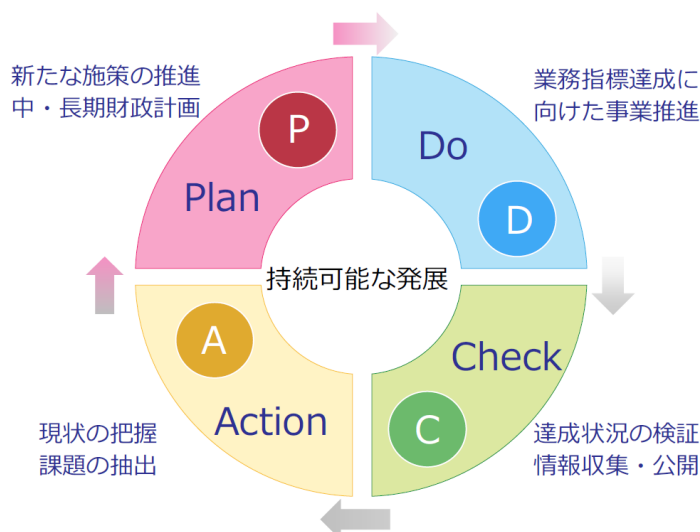 新たな施策の推進
中・長期財政計画
P
Plan
業務指標達成に
向けた事業推進
Do
D
持続可能な発展
Check
C
達成状況の検証
情報収集・公開
A
Action
現状の把握
課題の抽出